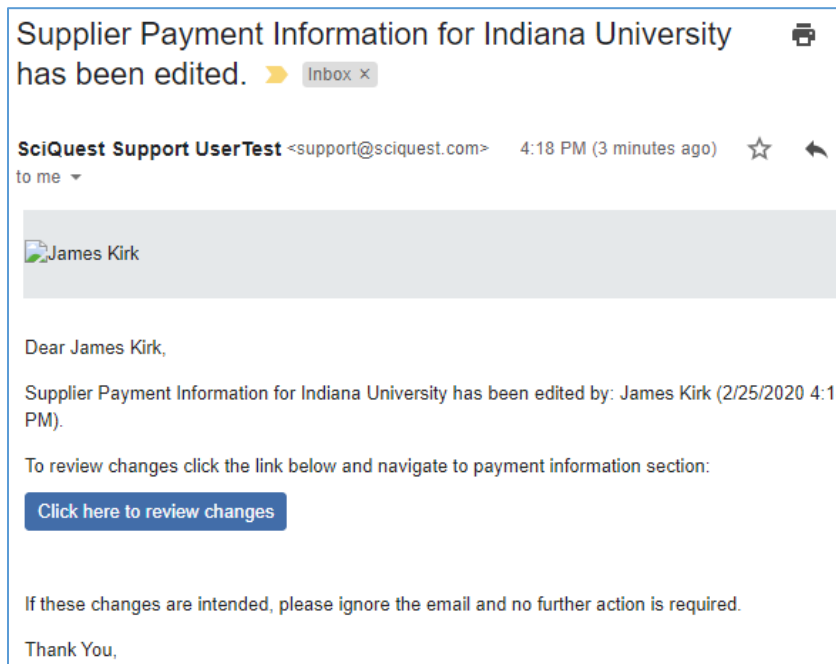 Supplier Payment Information for Indiana University
has been edited. Inbox ×
SciQuest Support UserTest <support@sciquest.com> 4:18 PM (3 minutes ago)
to me
James Kirk
Dear James Kirk,
Supplier Payment Information for Indiana University has been edited by: James Kirk (2/25/2020 4:1
PM).
To review changes click the link below and navigate to payment information section:
Click here to review changes
If these changes are intended, please ignore the email and no further action is required.
Thank You,